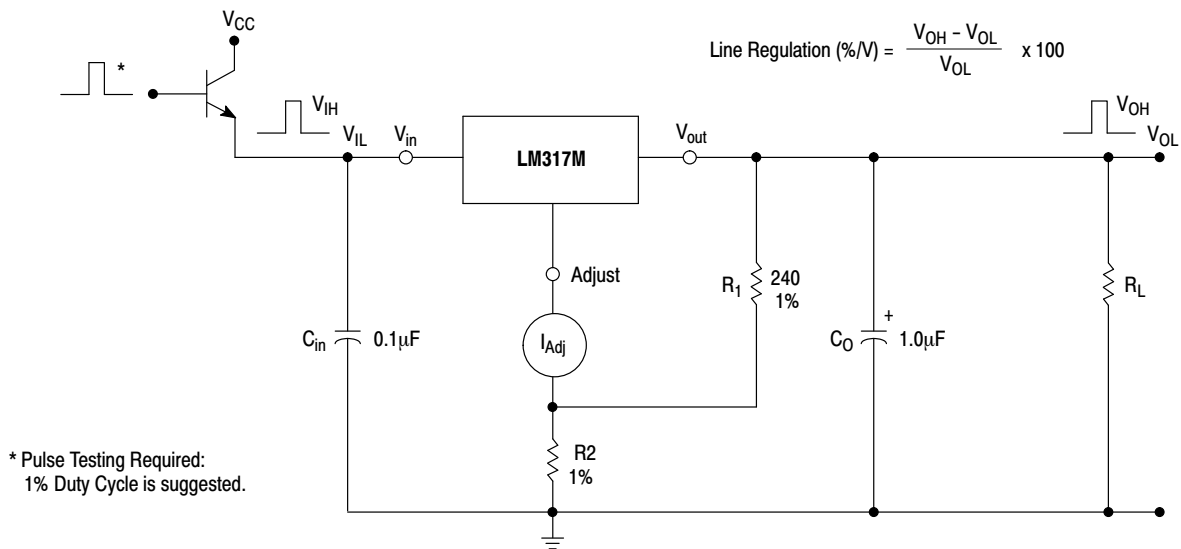 V_CC
Line Regulation (%/V) = (V_OH – V_OL) / V_OL x 100
*
V_IH
V_IL
V_in
LM317M
V_out
V_OH
V_OL
Adjust
R_1
240
1%
R_L
C_in
0.1μF
I_Adj
C_O
+
1.0μF
R2
1%
* Pulse Testing Required:
1% Duty Cycle is suggested.